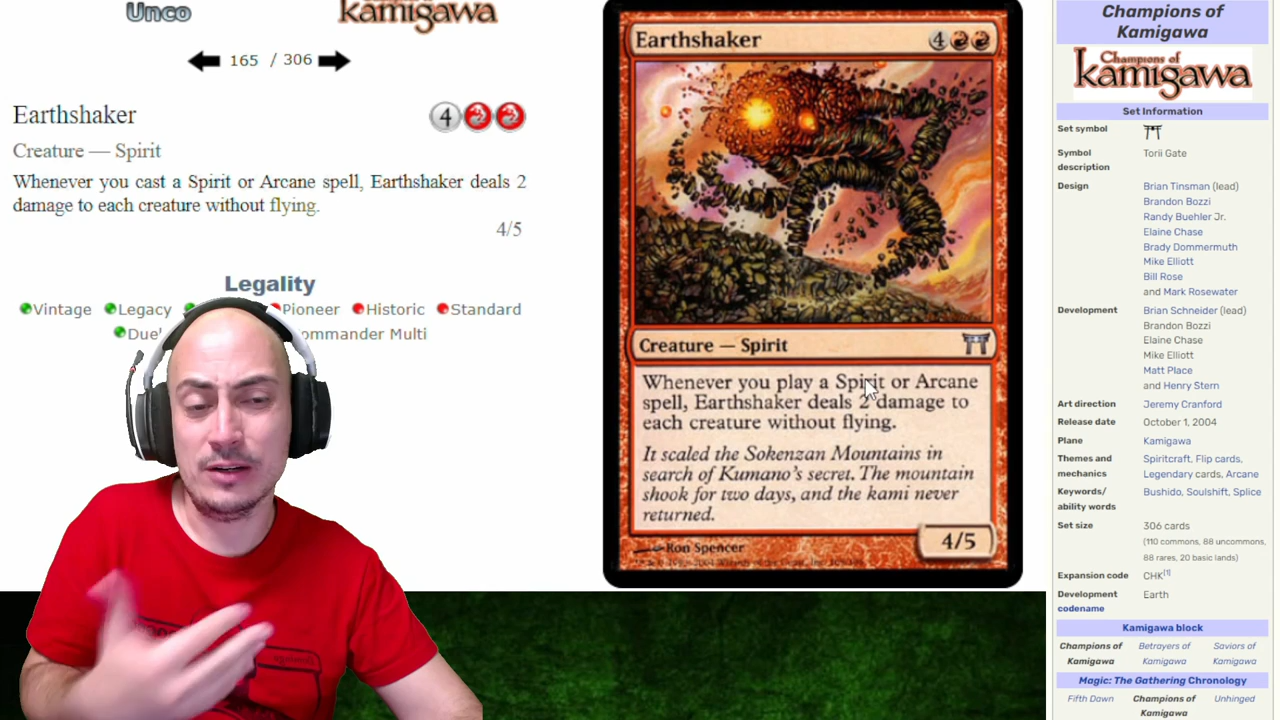 Unco
Champions of
kamigawa
165 / 306
Earthshaker
4
Creature — Spirit
Whenever you cast a Spirit or Arcane spell, Earthshaker deals 2
damage to each creature without flying.
4/5
Legality
Vintage Legacy Pioneer Historic Standard
Multi
Earthshaker
4
Creature — Spirit
Whenever you play a Spirit or Arcane
spell, Earthshaker deals 2 damage to
each creature without flying.
It scaled the Sokenzan Mountains in
search of Kumano's secret. The mountain
shook for two days, and the kami never
returned.
Ron Spencer
4/5
Champions of
Kamigawa
Champions of
kamigawa
Set Information
Set symbol
Symbol description Torii Gate
Design Brian Tinsman (lead)
Brandon Bozzi
Randy Buehler Jr.
Elaine Chase
Brady Dommermuth
Mike Elliott
Bill Rose
and Mark Rosewater
Development Brian Schneider (lead)
Brandon Bozzi
Elaine Chase
Mike Elliott
Matt Place
and Henry Stern
Art direction Jeremy Cranford
Release date October 1, 2004
Plane Kamigawa
Themes and Spiritcraft, Flip cards,
mechanics Legendary cards, Arcane
Keywords/ Bushido, Soulshift, Splice
ability words
Set size 306 cards
(110 commons, 88 uncommons,
88 rares, 20 basic lands)
Expansion code CHK[1]
Development Earth
codename
Kamigawa block
Champions of Betrayers of Saviors of
Kamigawa Kamigawa Kamigawa
Magic: The Gathering Chronology
Fifth Dawn Champions of Unhinged
Kamigawa